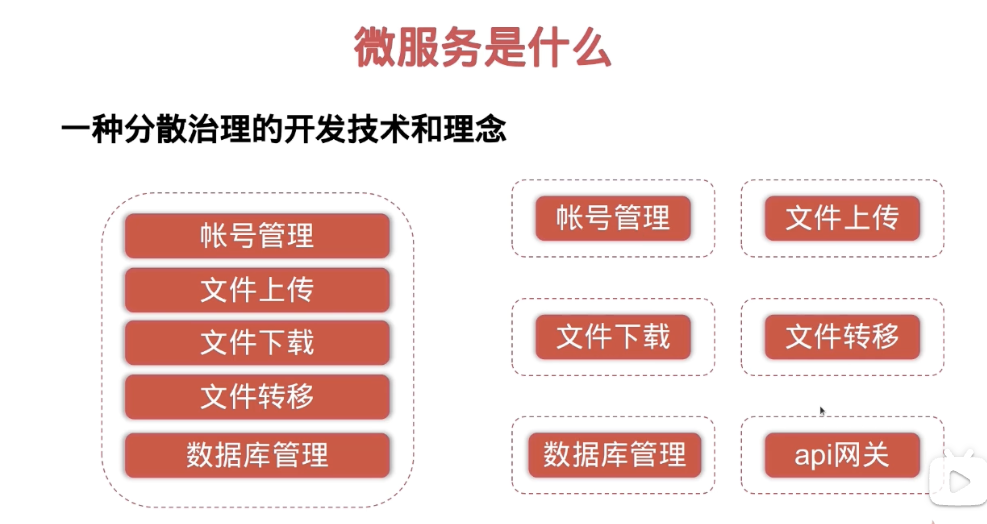 微服务是什么
一种分散治理的开发技术和理念
帐号管理
文件上传
文件下载
文件转移
数据库管理
帐号管理
文件上传
文件下载
文件转移
数据库管理
api网关